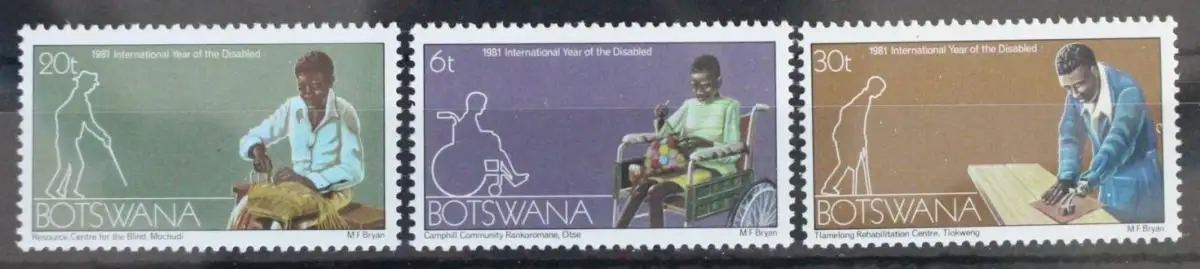 1981 International Year of the Disabled
20t
BOTSWANA
Resource Centre for the Blind, Mochudi
M F Bryan
1981 International Year of the Disabled
6t
BOTSWANA
Camphill Community Rankoromane, Otse
M F Bryan
1981 International Year of the Disabled
30t
BOTSWANA
Tlamelong Rehabilitation Centre, Tlokweng
M F Bryan